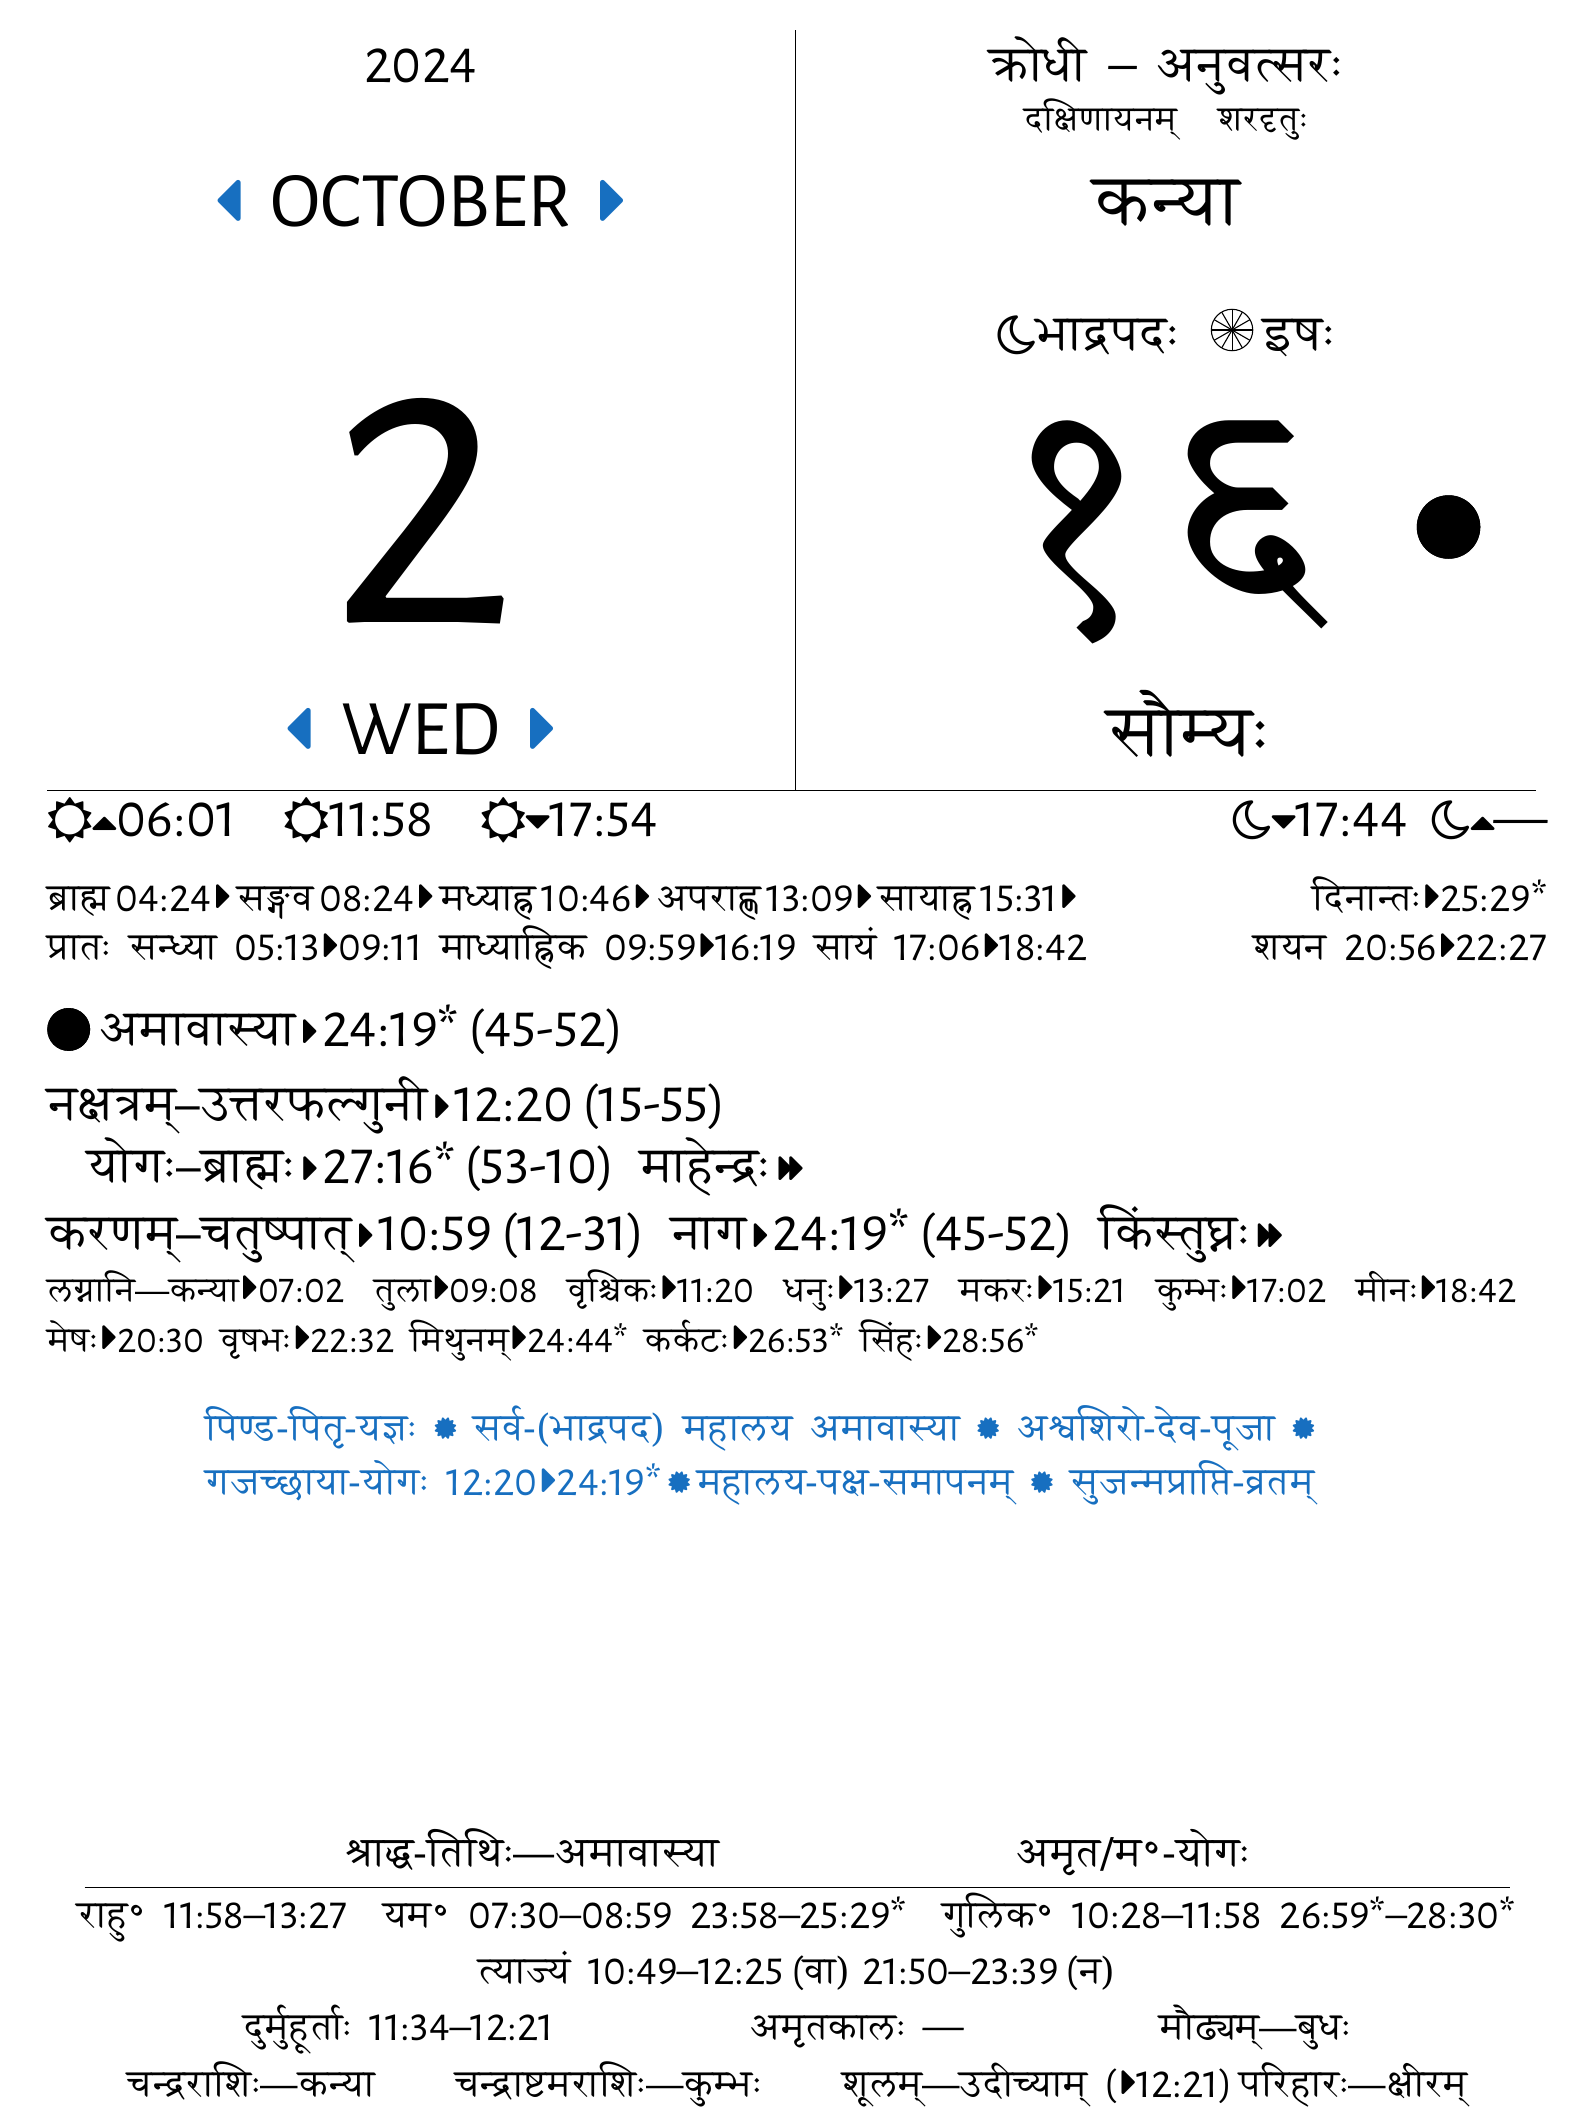 2024
OCTOBER
2
WED
क्रोधी – अनुवत्सरः
दक्षिणायनम् शरदृतुः
कन्या
भाद्रपदः इषः
१६
सौम्यः
06:01 11:58 17:54 17:44 —
ब्राह्म 04:24 सङ्गव 08:24 मध्याह्न 10:46 अपराह्ण 13:09 सायाह्न 15:31 दिनान्तः 25:29*
प्रातः सन्ध्या 05:13 09:11 माध्याह्निक 09:59 16:19 सायं 17:06 18:42 शयन 20:56 22:27
अमावास्या 24:19* (45-52)
नक्षत्रम्–उत्तरफल्गुनी 12:20 (15-55)
योगः–ब्राह्मः 27:16* (53-10) माहेन्द्रः
करणम्–चतुष्पात् 10:59 (12-31) नाग 24:19* (45-52) किंस्तुघ्नः
लग्नानि—कन्या 07:02 तुला 09:08 वृश्चिकः 11:20 धनुः 13:27 मकरः 15:21 कुम्भः 17:02 मीनः 18:42
मेषः 20:30 वृषभः 22:32 मिथुनम् 24:44* कर्कटः 26:53* सिंहः 28:56*
पिण्ड-पितृ-यज्ञः सर्व-(भाद्रपद) महालय अमावास्या अश्वशिरो-देव-पूजा
गजच्छाया-योगः 12:20 24:19* महालय-पक्ष-समापनम् सुजन्मप्राप्ति-व्रतम्
श्राद्ध-तिथिः—अमावास्या अमृत/म॰-योगः
राहु॰ 11:58–13:27 यम॰ 07:30–08:59 23:58–25:29* गुलिक॰ 10:28–11:58 26:59*–28:30*
त्याज्यं 10:49–12:25 (वा) 21:50–23:39 (न)
दुर्मुहूर्ताः 11:34–12:21 अमृतकालः — मौढ्यम्—बुधः
चन्द्रराशिः—कन्या चन्द्राष्टमराशिः—कुम्भः शूलम्—उदीच्याम् (12:21) परिहारः—क्षीरम्